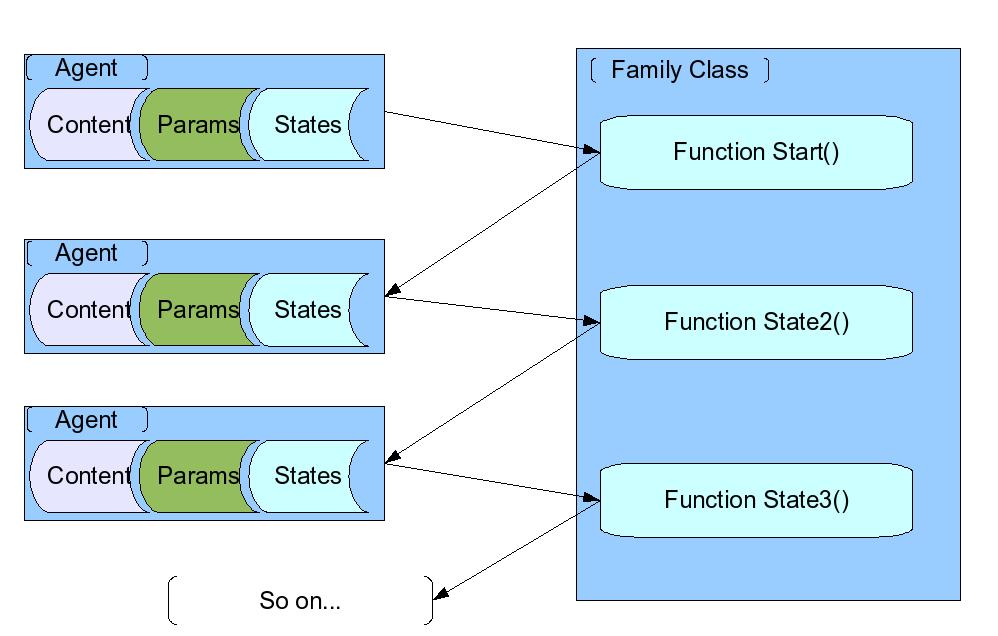 Agent
Content Params States
Family Class
Function Start()
Agent
Content Params States
Function State2()
Agent
Content Params States
Function State3()
So on...